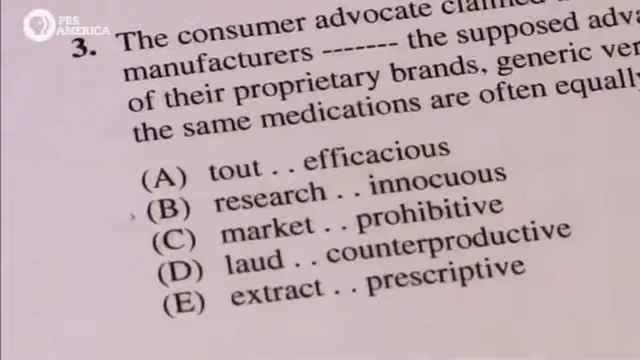 PBS
AMERICA
3. The consumer advocate
manufacturers ------- the supposed
of their proprietary brands, generic
the same medications are often equally
(A) tout . . efficacious
(B) research . . innocuous
(C) market . . prohibitive
(D) laud . . counterproductive
(E) extract . . prescriptive